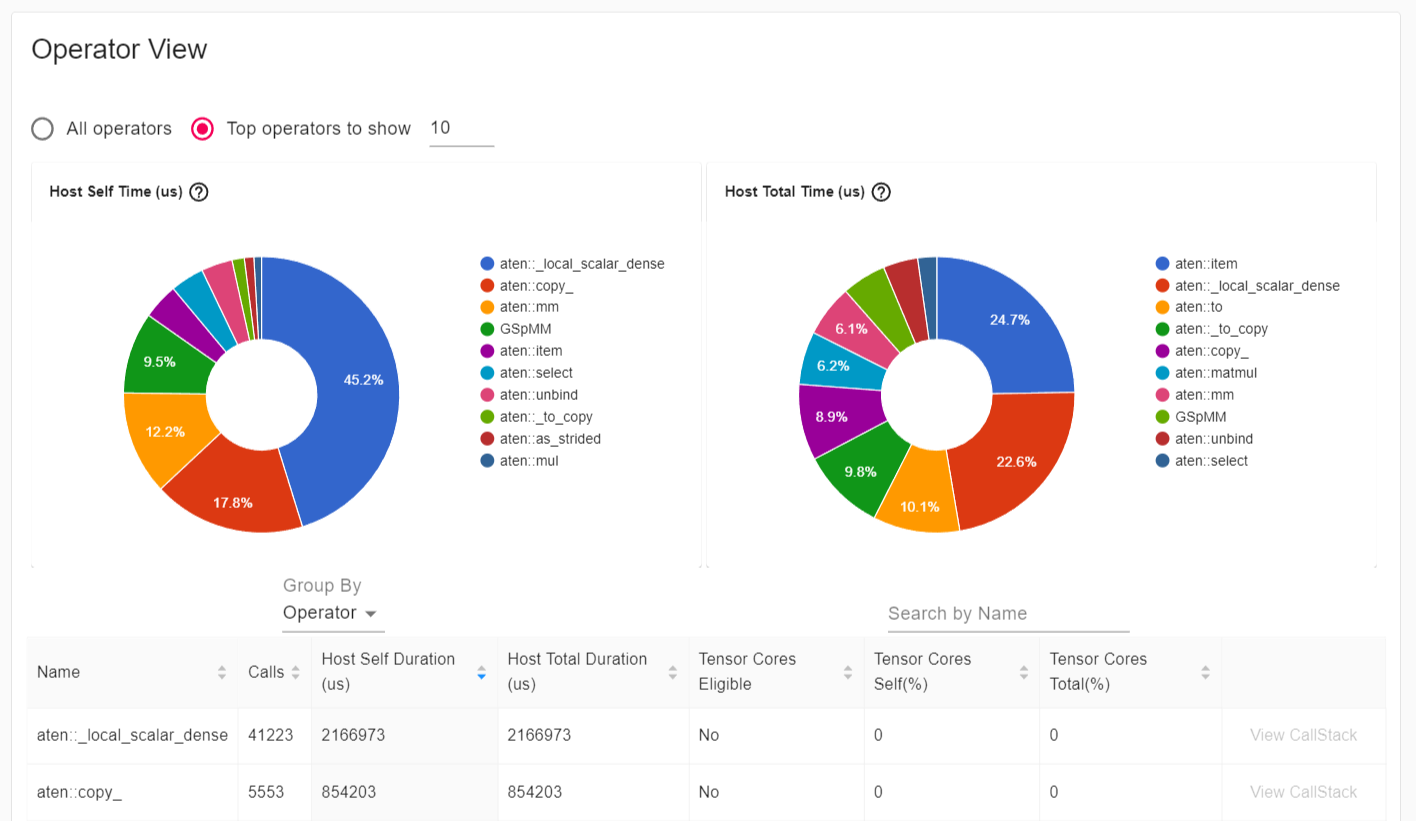 Operator View
All operators
Top operators to show
10
Host Self Time (us) ?
45.2%
17.8%
12.2%
9.5%
aten::_local_scalar_dense
aten::copy_
aten::mm
GSpMM
aten::item
aten::select
aten::unbind
aten::_to_copy
aten::as_strided
aten::mul
Host Total Time (us) ?
24.7%
22.6%
10.1%
9.8%
8.9%
6.2%
6.1%
aten::item
aten::_local_scalar_dense
aten::to
aten::_to_copy
aten::copy_
aten::matmul
aten::mm
GSpMM
aten::unbind
aten::select
Group By
Operator
Search by Name
Name
Calls
Host Self Duration
(us)
Host Total Duration
(us)
Tensor Cores
Eligible
Tensor Cores
Self(%)
Tensor Cores
Total(%)
aten::_local_scalar_dense 41223 2166973 2166973 No 0 0 View CallStack
aten::copy_ 5553 854203 854203 No 0 0 View CallStack